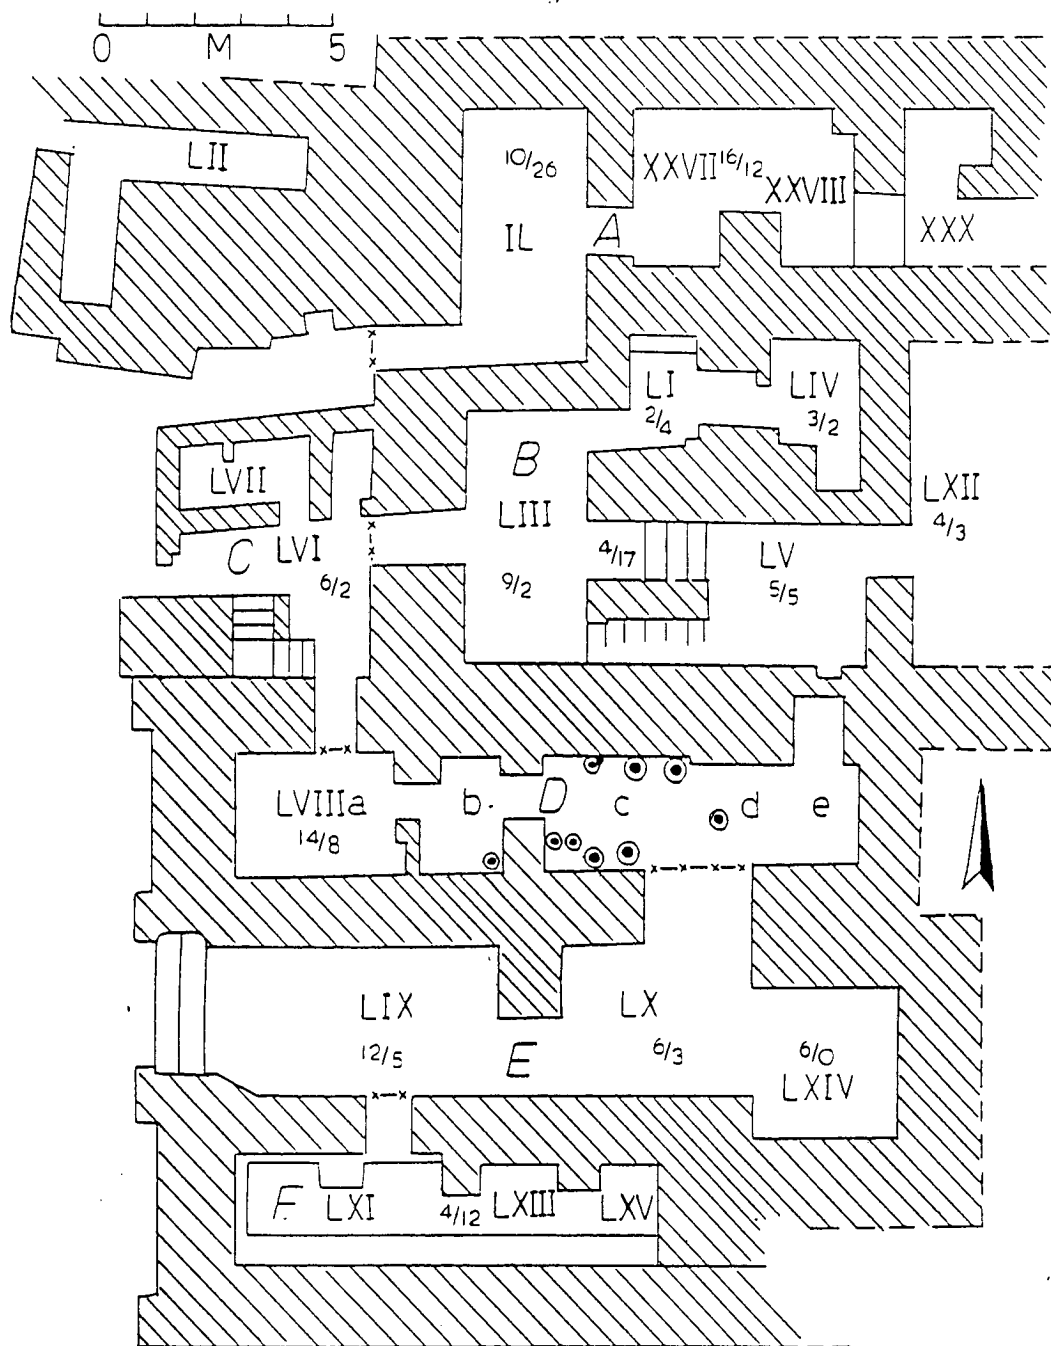 0 M 5
LII
10/26
XXVII 16/12
XXVIII
IL
A
XXX
LI
2/4
LIV
3/2
B
LVII
LIII
LXII
4/3
C
LVI
6/2
9/2
4/17
LV
5/5
LVIIIa
14/8
b.
D
c
d
e
LIX
12/5
E
LX
6/3
6/0
LXIV
F
LXI
4/12
LXIII
LXV